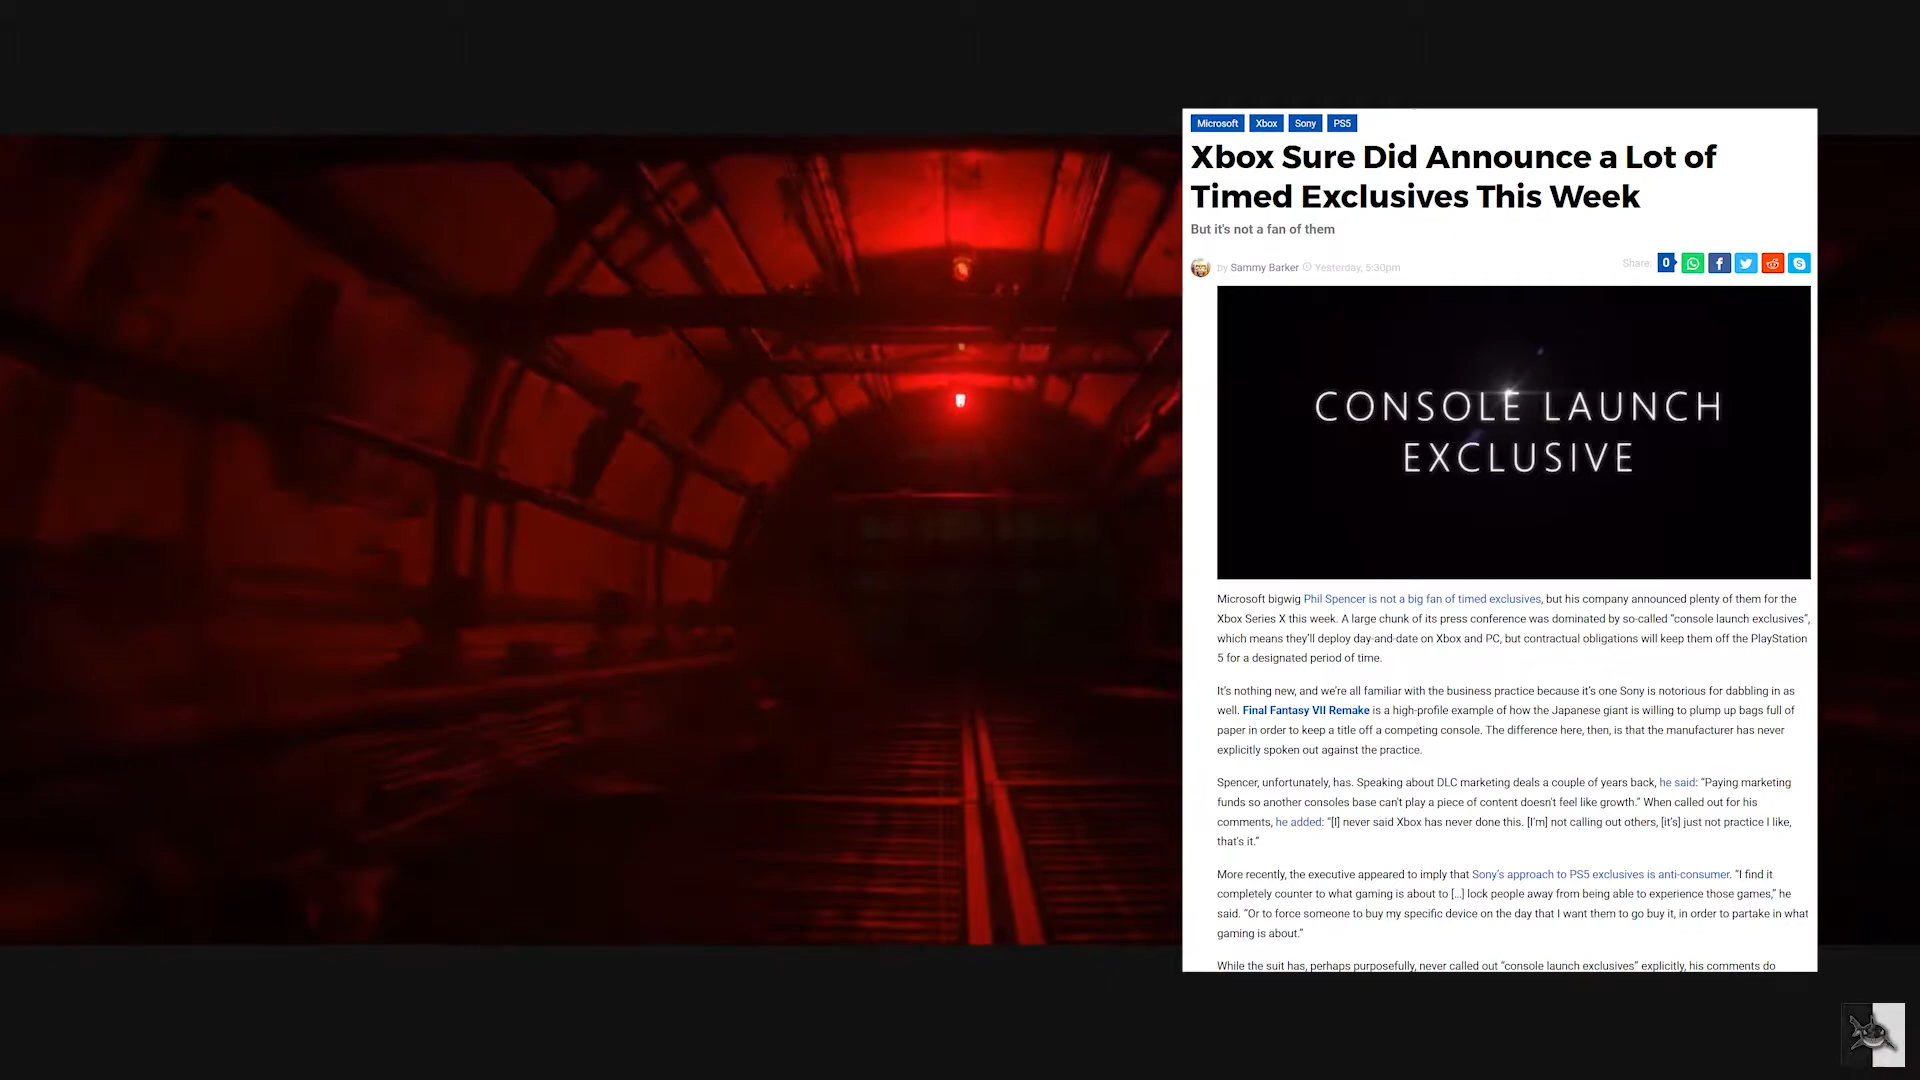 Microsoft
Xbox
Sony
PS5
Xbox Sure Did Announce a Lot of
Timed Exclusives This Week
But it's not a fan of them
by Sammy Barker Yesterday, 5:30pm
Share: 0
CONSOLE LAUNCH
EXCLUSIVE
Microsoft bigwig Phil Spencer is not a big fan of timed exclusives, but his company announced plenty of them for the
Xbox Series X this week. A large chunk of its press conference was dominated by so-called “console launch exclusives”,
which means they’ll deploy day-and-date on Xbox and PC, but contractual obligations will keep them off the PlayStation
5 for a designated period of time.
It’s nothing new, and we’re all familiar with the business practice because it’s one Sony is notorious for dabbling in as
well. Final Fantasy VII Remake is a high-profile example of how the Japanese giant is willing to plump up bags full of
paper in order to keep a title off a competing console. The difference here, then, is that the manufacturer has never
explicitly spoken out against the practice.
Spencer, unfortunately, has. Speaking about DLC marketing deals a couple of years back, he said: “Paying marketing
funds so another consoles base can't play a piece of content doesn't feel like growth.” When called out for his
comments, he added: “[I] never said Xbox has never done this. [I'm] not calling out others, [it’s] just not practice I like,
that’s it.”
More recently, the executive appeared to imply that Sony’s approach to PS5 exclusives is anti-consumer. “I find it
completely counter to what gaming is about to [...] lock people away from being able to experience those games,” he
said. “Or to force someone to buy my specific device on the day that I want them to go buy it, in order to partake in what
gaming is about.”
While the suit has, perhaps purposefully, never called out “console launch exclusives” explicitly, his comments do